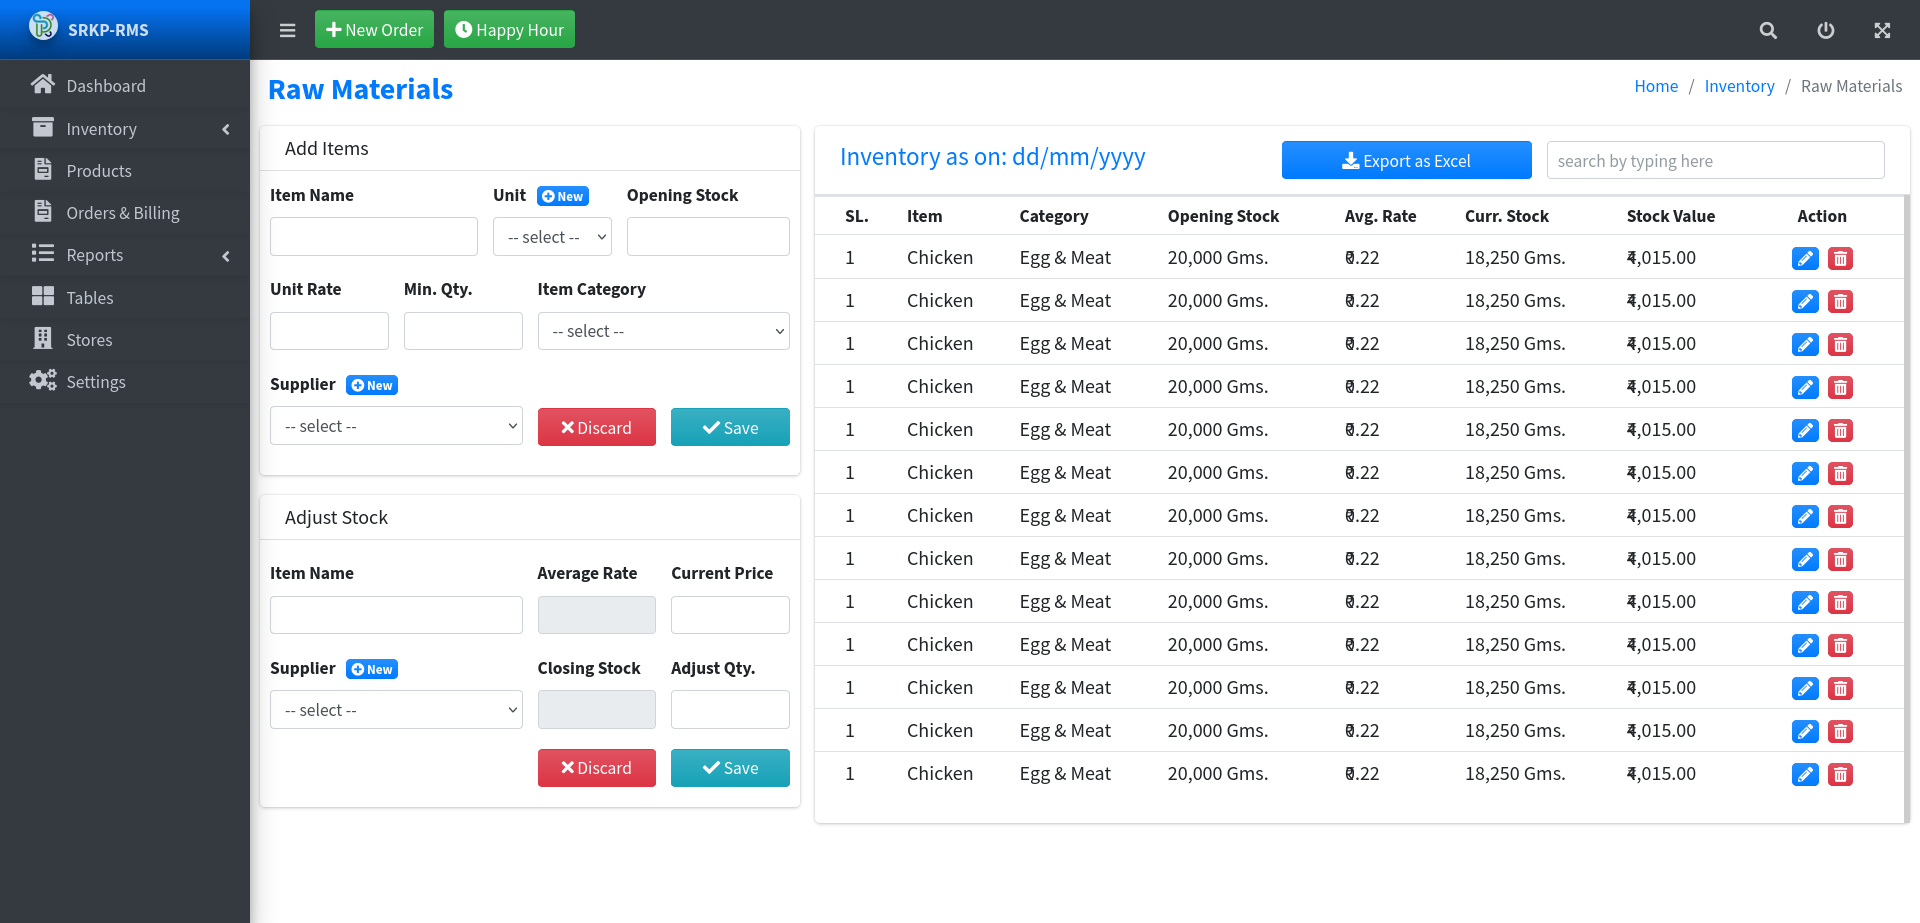 SRKP-RMS
New Order
Happy Hour
Dashboard
Inventory
Products
Orders & Billing
Reports
Tables
Stores
Settings
Raw Materials
Home / Inventory / Raw Materials
Add Items
Item Name Unit New Opening Stock
-- select --
Unit Rate Min. Qty. Item Category
-- select --
Supplier New
-- select -- Discard Save
Adjust Stock
Item Name Average Rate Current Price
Supplier New Closing Stock Adjust Qty.
-- select --
Discard Save
Inventory as on: dd/mm/yyyy Export as Excel search by typing here
SL. Item Category Opening Stock Avg. Rate Curr. Stock Stock Value Action
1 Chicken Egg & Meat 20,000 Gms. ₹0.22 18,250 Gms. ₹4,015.00
1 Chicken Egg & Meat 20,000 Gms. ₹0.22 18,250 Gms. ₹4,015.00
1 Chicken Egg & Meat 20,000 Gms. ₹0.22 18,250 Gms. ₹4,015.00
1 Chicken Egg & Meat 20,000 Gms. ₹0.22 18,250 Gms. ₹4,015.00
1 Chicken Egg & Meat 20,000 Gms. ₹0.22 18,250 Gms. ₹4,015.00
1 Chicken Egg & Meat 20,000 Gms. ₹0.22 18,250 Gms. ₹4,015.00
1 Chicken Egg & Meat 20,000 Gms. ₹0.22 18,250 Gms. ₹4,015.00
1 Chicken Egg & Meat 20,000 Gms. ₹0.22 18,250 Gms. ₹4,015.00
1 Chicken Egg & Meat 20,000 Gms. ₹0.22 18,250 Gms. ₹4,015.00
1 Chicken Egg & Meat 20,000 Gms. ₹0.22 18,250 Gms. ₹4,015.00
1 Chicken Egg & Meat 20,000 Gms. ₹0.22 18,250 Gms. ₹4,015.00
1 Chicken Egg & Meat 20,000 Gms. ₹0.22 18,250 Gms. ₹4,015.00
1 Chicken Egg & Meat 20,000 Gms. ₹0.22 18,250 Gms. ₹4,015.00